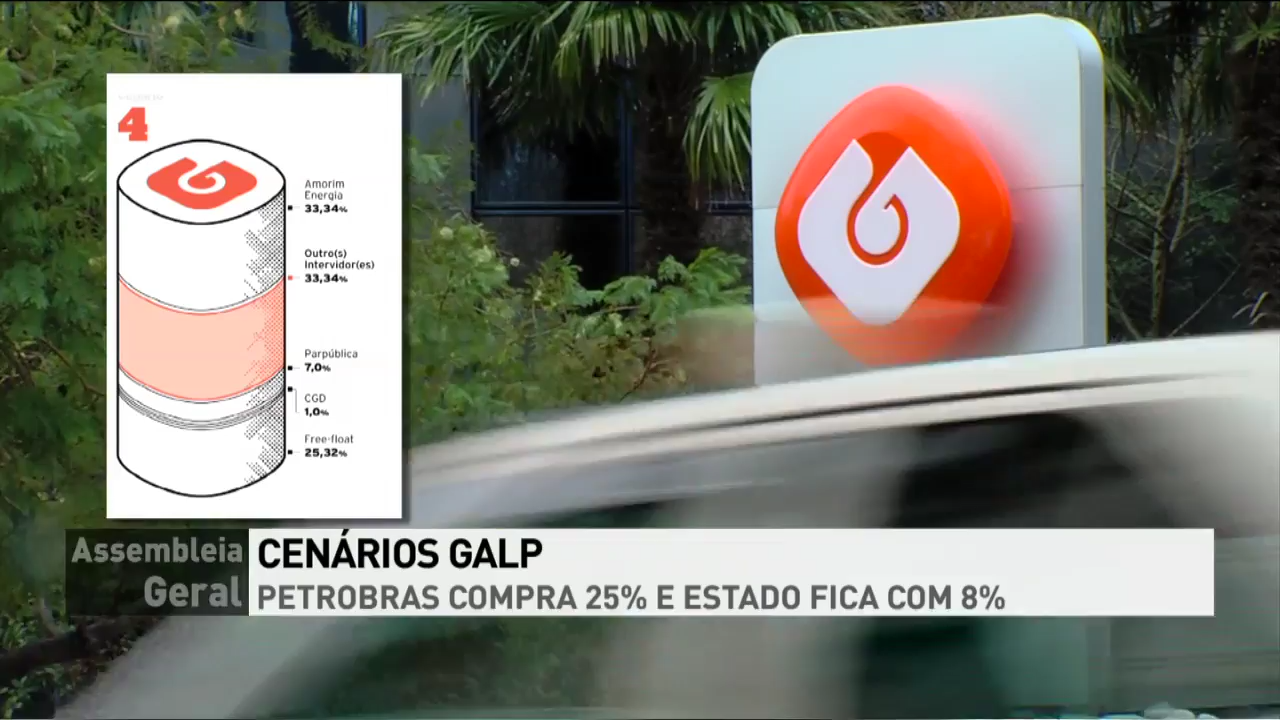 4
Amorim
Energia
33,34%
Outro(s)
Intervidor(es)
33,34%
Parpública
7,0%
CGD
1,0%
Free-float
25,32%
Assembleia
Geral
CENÁRIOS GALP
PETROBRAS COMPRA 25% E ESTADO FICA COM 8%